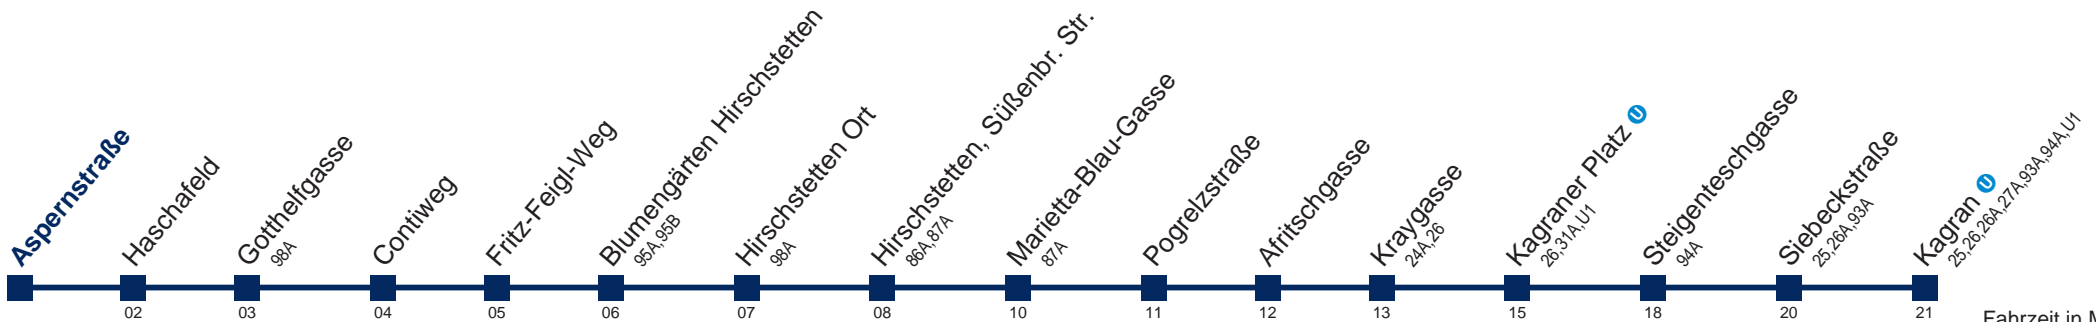 Aspernstraße
Haschafeld
02
Gotthelfgasse
98A
03
Contiweg
04
Fritz-Feigl-Weg
05
Blumengärten Hirschstetten
95A,95B
06
Hirschstetten Ort
98A
07
Hirschstetten, Süßenbr. Str.
86A,87A
08
Marietta-Blau-Gasse
87A
10
Pogrelzstraße
11
Afritschgasse
12
Kraygasse
24A,26
13
Kagraner Platz U
26,31A,U1
15
Steigenteschgasse
94A
18
Siebeckstraße
25,26A,93A
20
Kagran U
25,26,26A,27A,93A,94A,U1
21
Fahrzeit in